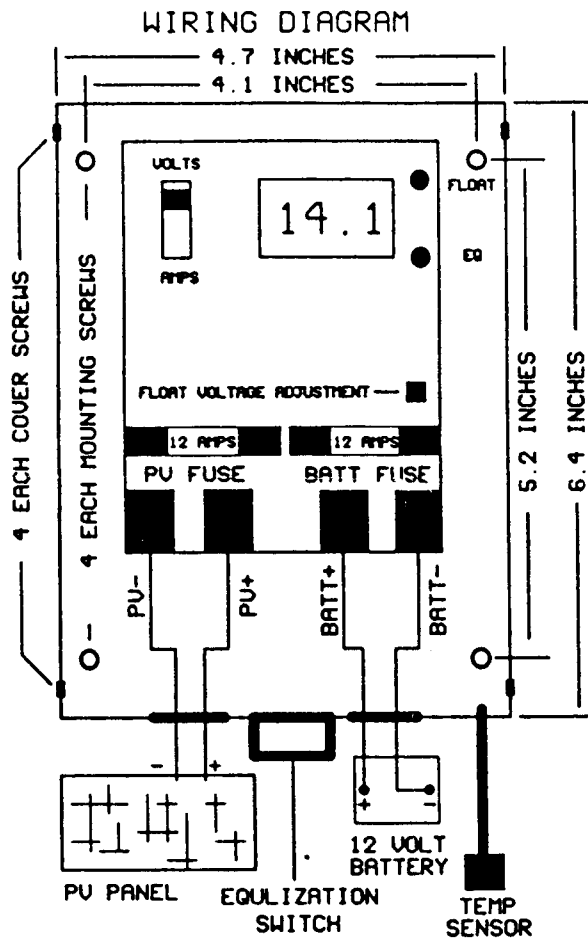 WIRING DIAGRAM
4.7 INCHES
4.1 INCHES
VOLTS
AMPS
14.1
FLOAT
EQ
4 EACH COVER SCREWS
4 EACH MOUNTING SCREWS
5.2 INCHES
6.4 INCHES
FLOAT VOLTAGE ADJUSTMENT
12 AMPS
12 AMPS
PV FUSE
BATT FUSE
PV-
PV+
BATT+
BATT-
- +
+ -
PV PANEL
EQULIZATION
SWITCH
12 VOLT
BATTERY
TEMP
SENSOR